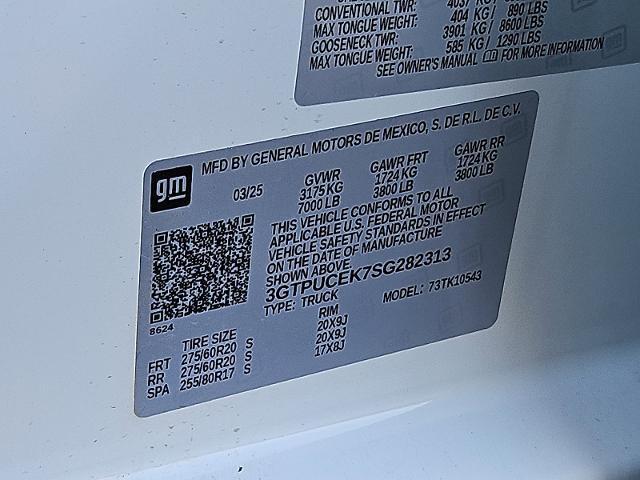 CONVENTIONAL TWR:
MAX TONGUE WEIGHT: 404 KG / 890 LBS
GOOSENECK TWR: 3901 KG / 8600 LBS
MAX TONGUE WEIGHT: 585 KG / 1290 LBS
SEE OWNER'S MANUAL FOR MORE INFORMATION
gm
MFD BY GENERAL MOTORS DE MEXICO, S. DE R.L. DE C.V.
03/25 GVWR GAWR FRT GAWR RR
3175 KG 1724 KG 1724 KG
7000 LB 3800 LB 3800 LB
THIS VEHICLE CONFORMS TO ALL
APPLICABLE U.S. FEDERAL MOTOR
VEHICLE SAFETY STANDARDS IN EFFECT
ON THE DATE OF MANUFACTURE
SHOWN ABOVE.
3GTPUCEK7SG282313
TYPE: TRUCK MODEL: 73TK10543
8624
TIRE SIZE RIM
FRT 275/60R20 S 20X9J
RR 275/60R20 S 20X9J
SPA 255/80R17 S 17X8J